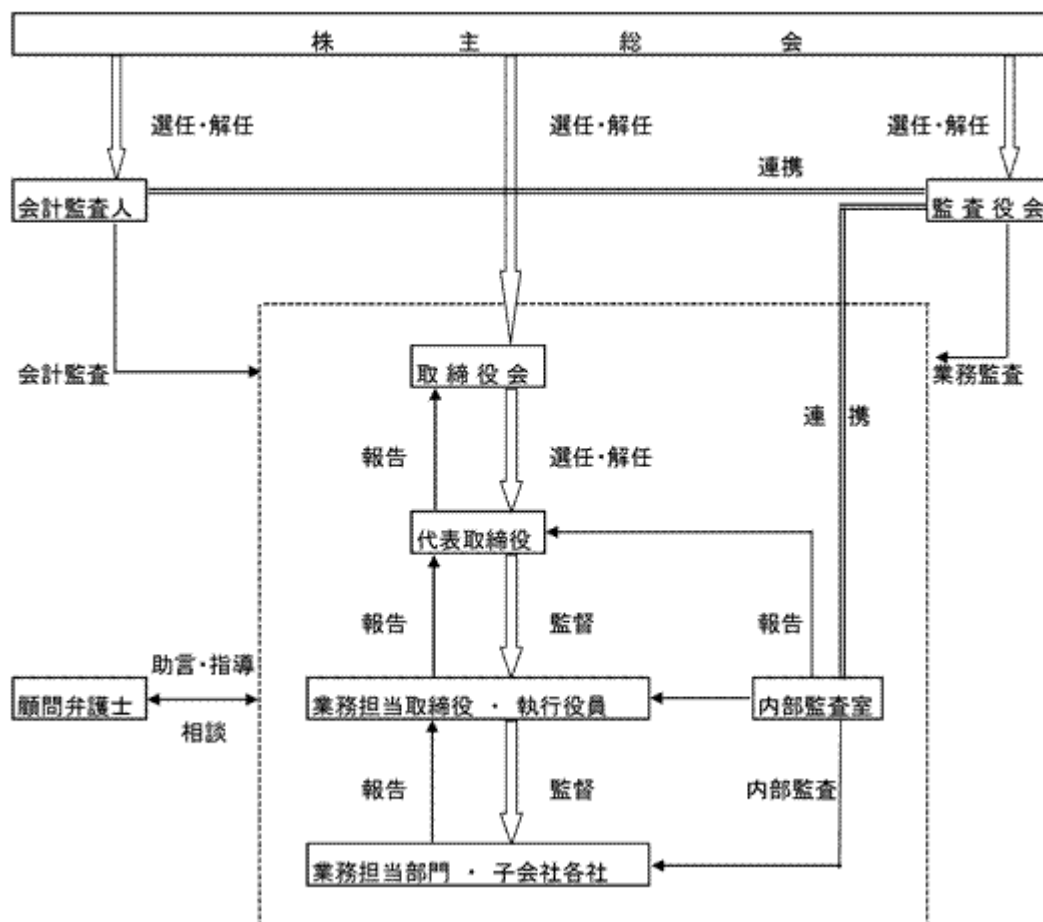 株主総会
選任・解任
選任・解任
選任・解任
連携
会計監査人
監査役会
取締役会
会計監査
業務監査
連携
報告
選任・解任
代表取締役
報告
監督
報告
助言・指導
顧問弁護士
業務担当取締役 ・ 執行役員
内部監査室
相談
報告
監督
内部監査
業務担当部門 ・ 子会社各社